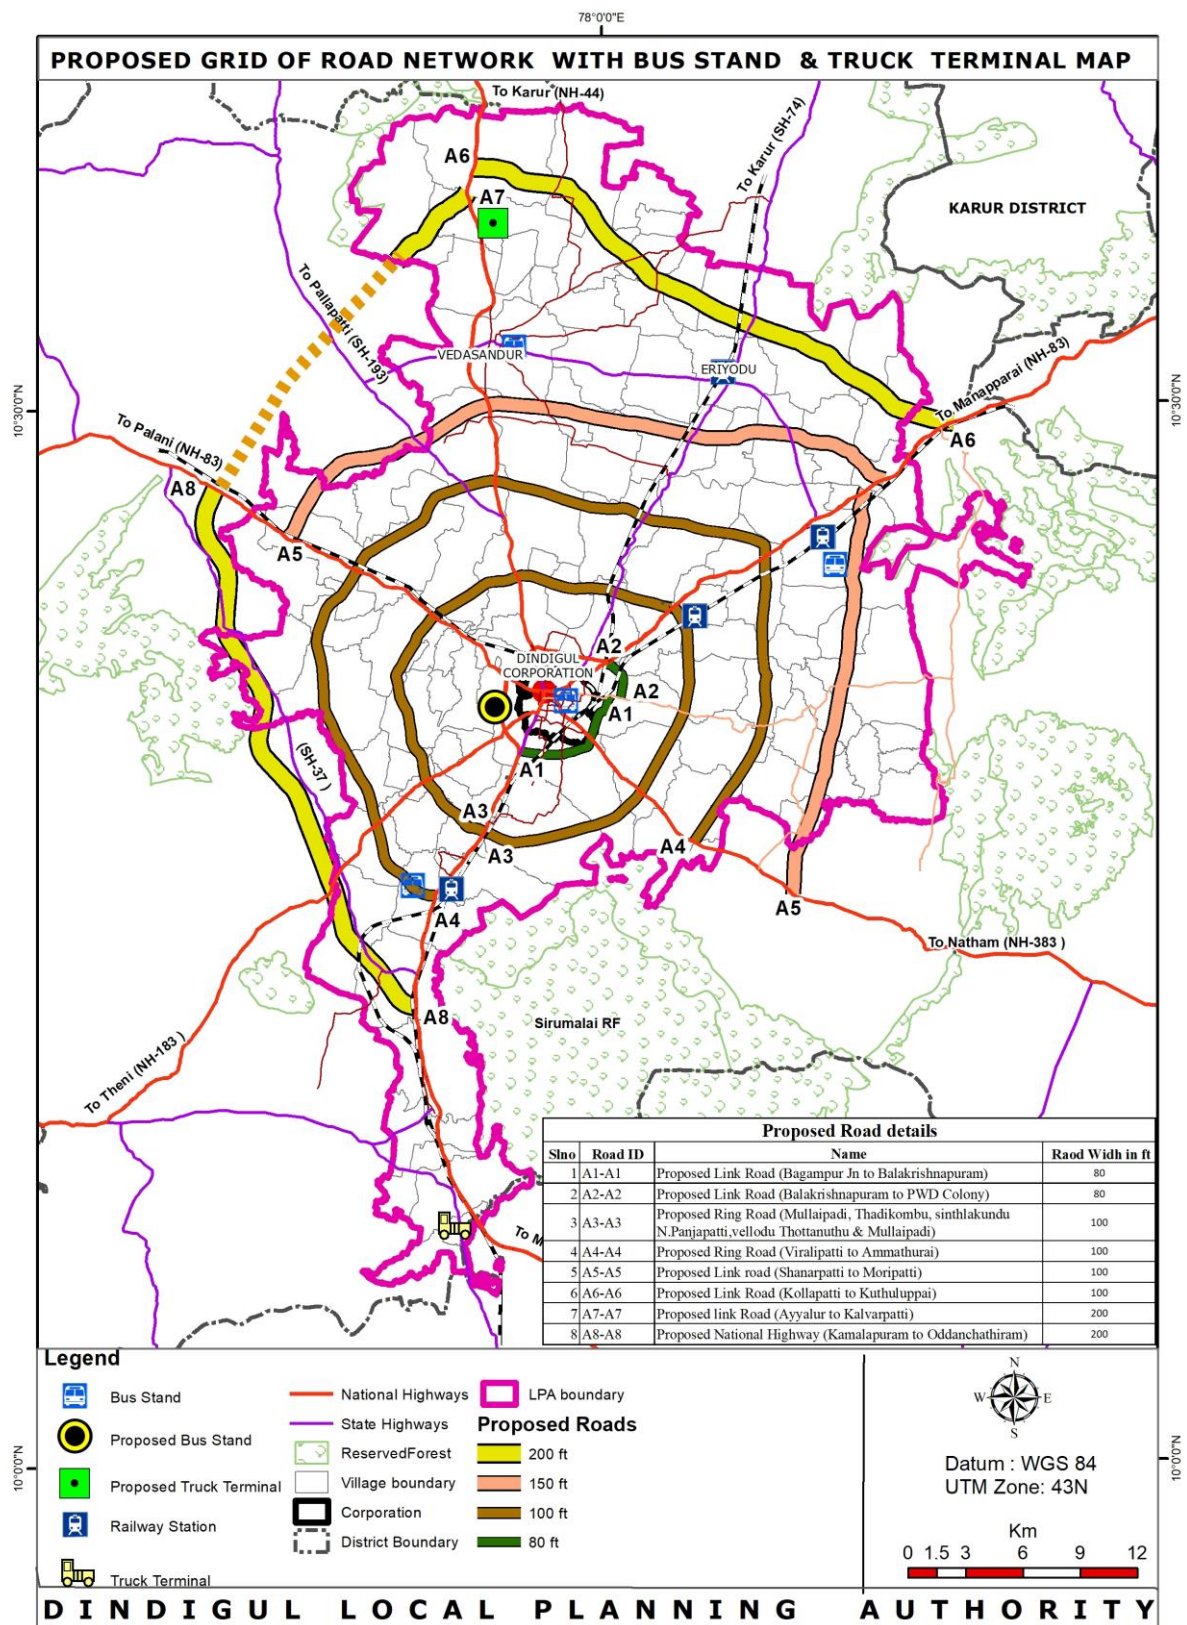 78°0'0"E
PROPOSED GRID OF ROAD NETWORK WITH BUS STAND & TRUCK TERMINAL MAP
To Karur (NH-44)
To Karur (SH-74)
A6
A7
KARUR DISTRICT
To Pallapatti (SH-193)
VEDASANDUR
ERIYODU
To Manapparai (NH-83)
10°30'0"N
10°30'0"N
To Palani (NH-83)
A6
A8
A5
A2
DINDIGUL
CORPORATION
A2
A1
(SH-37 )
A1
A3
A3
A4
A5
A4
To Natham (NH-383 )
A8
Sirumalai RF
To Theni (NH-183 )
To M
Proposed Road details
Slno Road ID Name Raod Widh in ft
1 A1-A1 Proposed Link Road (Bagampur Jn to Balakrishnapuram) 80
2 A2-A2 Proposed Link Road (Balakrishnapuram to PWD Colony) 80
3 A3-A3 Proposed Ring Road (Mullaipadi, Thadikombu, sinthlakundu
N.Panjapatti,vellodu Thottanuthu & Mullaipadi) 100
4 A4-A4 Proposed Ring Road (Viralipatti to Ammathurai) 100
5 A5-A5 Proposed Link road (Shanarpatti to Moripatti) 100
6 A6-A6 Proposed Link Road (Kollapatti to Kuthuluppai) 100
7 A7-A7 Proposed link Road (Ayyalur to Kalvarpatti) 200
8 A8-A8 Proposed National Highway (Kamalapuram to Oddanchathiram) 200
Legend
Bus Stand
Proposed Bus Stand
Proposed Truck Terminal
Railway Station
Truck Terminal
National Highways
State Highways
ReservedForest
Village boundary
Corporation
District Boundary
LPA boundary
Proposed Roads
200 ft
150 ft
100 ft
80 ft
N
W E
S
Datum : WGS 84
UTM Zone: 43N
Km
0 1.5 3 6 9 12
10°0'0"N
10°0'0"N
DINDIGUL LOCAL PLANNING AUTHORITY